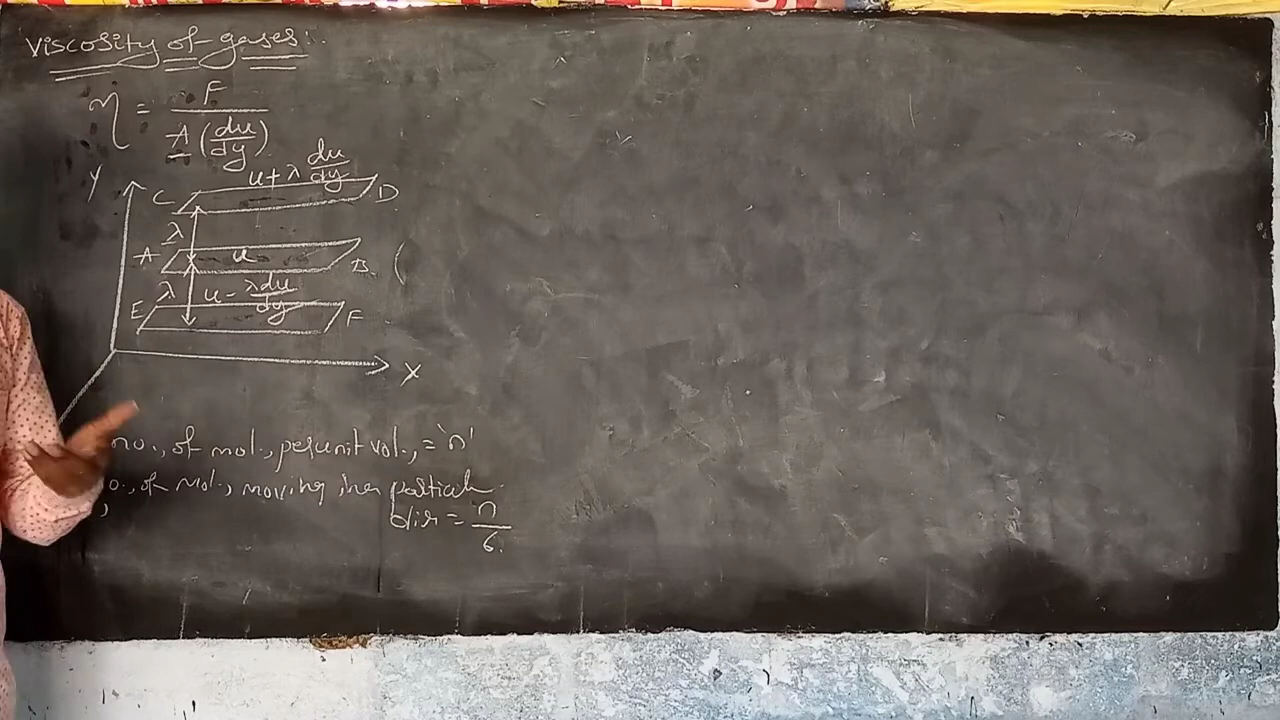 Viscosity of gases:
η = F / A (du/dy)
Y
C u + λ du/dy D
λ
A u B (
λ u - λdu/dy
E F
X
no., of mol., per unit vol., = 'n'
o., of mol., moving in a particular
dir = n/6.